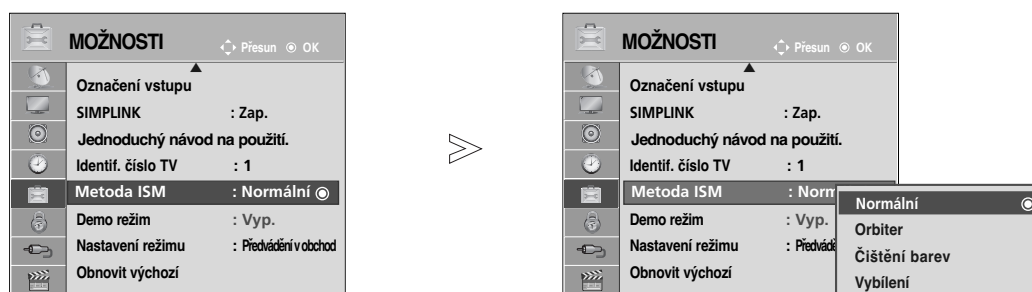 MOŽNOSTI
Přesun OK
Označení vstupu
SIMPLINK : Zap.
Jednoduchý návod na použití.
Identif. číslo TV : 1
Metoda ISM : Normální
Demo režim : Vyp.
Nastavení režimu : Předvádění v obchod
Obnovit výchozí
MOŽNOSTI
Přesun OK
Označení vstupu
SIMPLINK : Zap.
Jednoduchý návod na použití.
Identif. číslo TV : 1
Metoda ISM : Norm
Demo režim : Vyp.
Nastavení režimu : Předvádě
Obnovit výchozí
Normální
Orbiter
Čištění barev
Vybílení